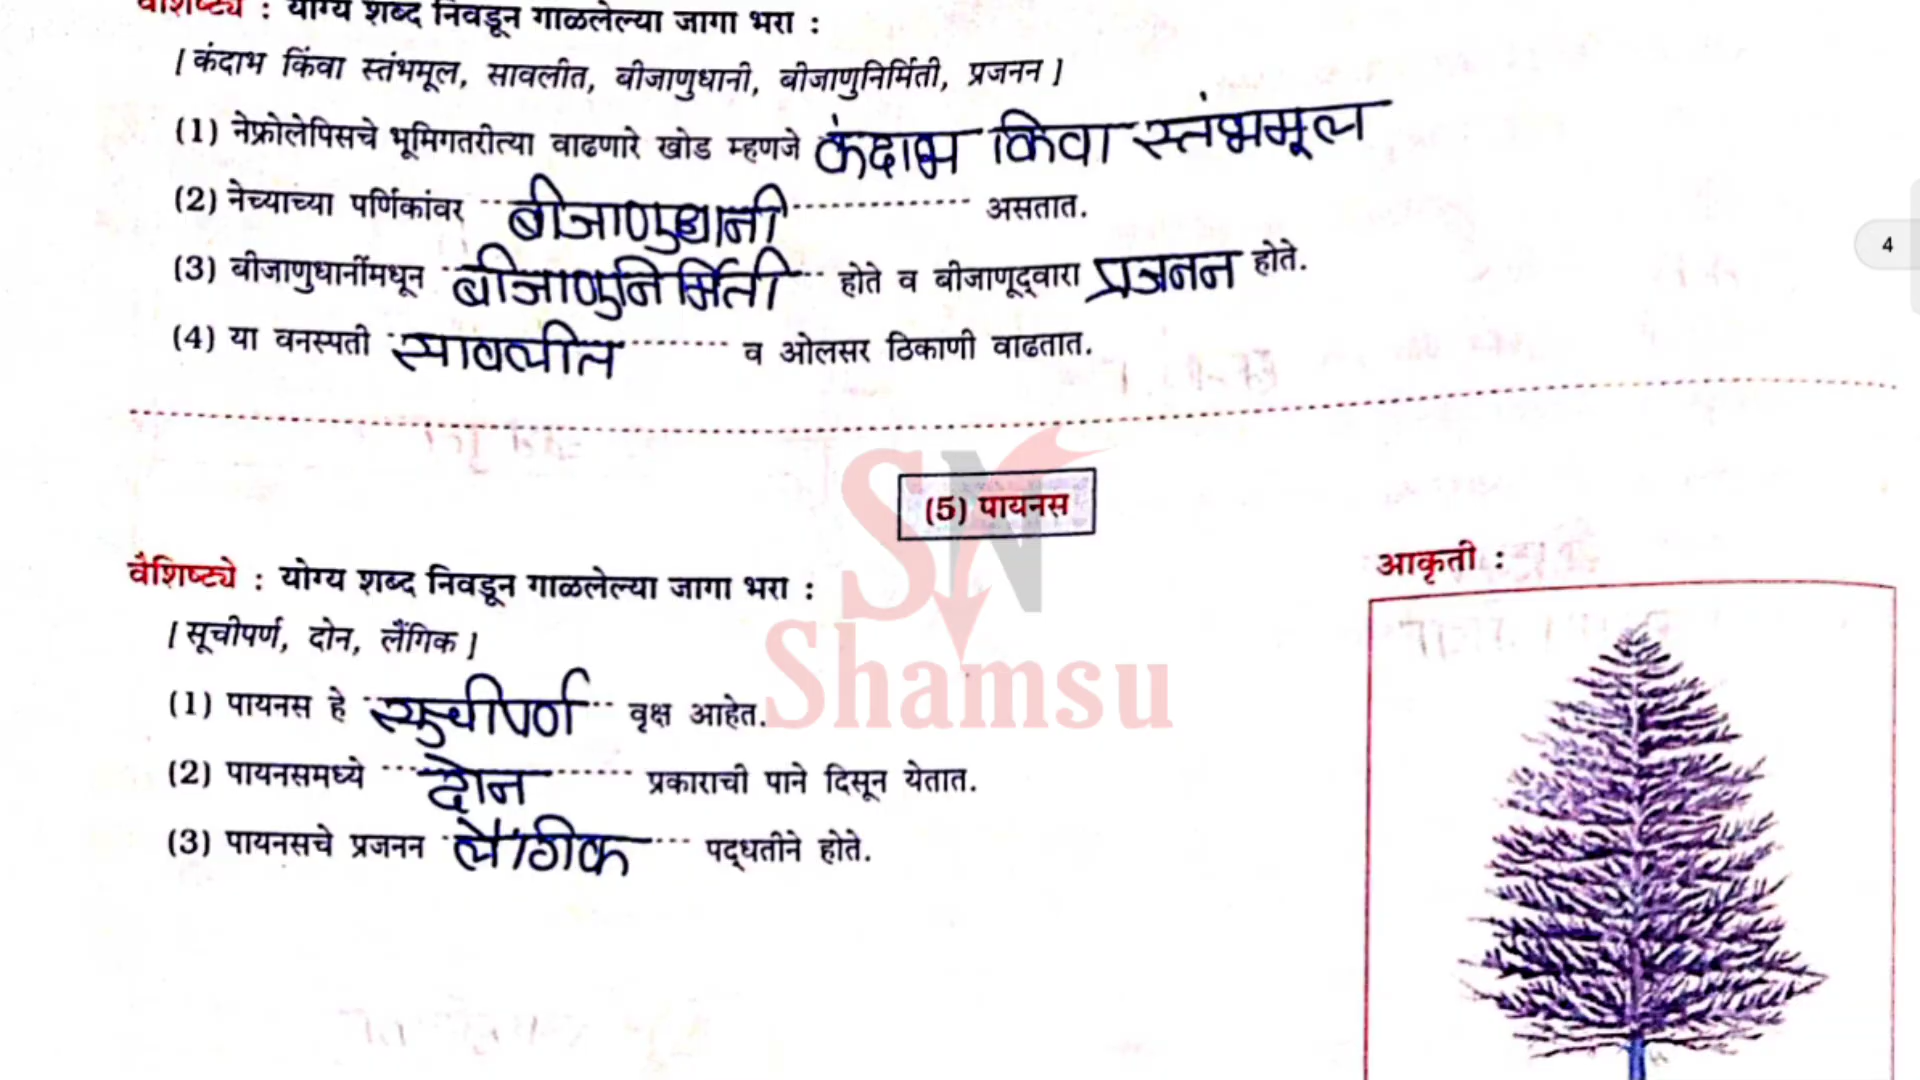 वैशिष्ट्ये : योग्य शब्द निवडून गाळलेल्या जागा भरा :
[ कंदाभ किंवा स्तंभमूल, सावलीत, बीजाणुधानी, बीजाणुनिर्मिती, प्रजनन ]
(1) नेफ्रोलेपिसचे भूमिगतरीत्या वाढणारे खोड म्हणजे कंदाभ किंवा स्तंभमूल
(2) नेच्याच्या पर्णिकांवर बीजाणुधानी असतात.
(3) बीजाणुधानींमधून बीजाणुनिर्मिती होते व बीजाणूद्वारा प्रजनन होते.
(4) या वनस्पती सावलीत व ओलसर ठिकाणी वाढतात.
4
SN
Shamsu
(5) पायनस
वैशिष्ट्ये : योग्य शब्द निवडून गाळलेल्या जागा भरा :
आकृती :
[ सूचीपर्ण, दोन, लैंगिक ]
(1) पायनस हे सुचीपर्ण वृक्ष आहेत.
(2) पायनसमध्ये दोन प्रकाराची पाने दिसून येतात.
(3) पायनसचे प्रजनन लैंगिक पद्धतीने होते.